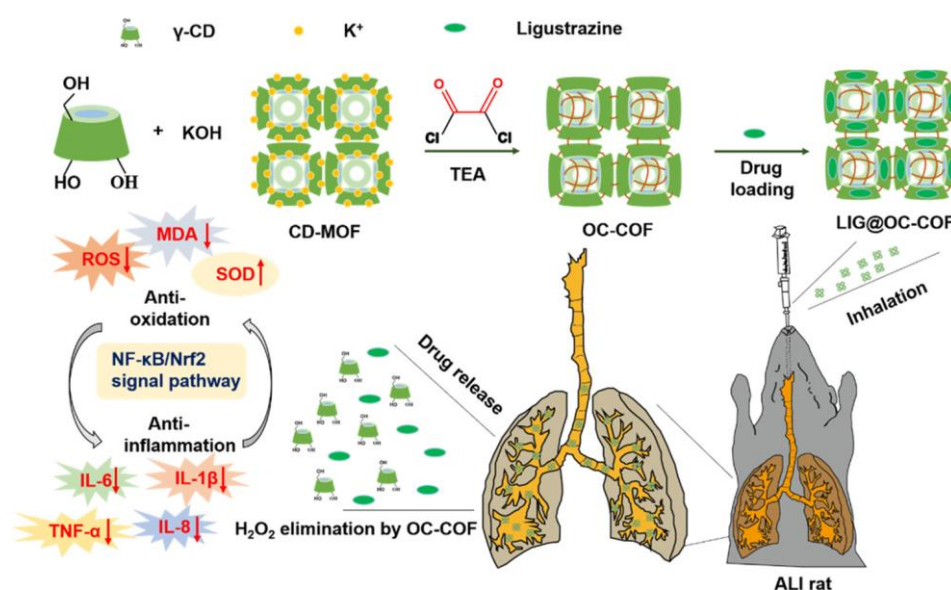 γ-CD
K⁺
Ligustrazine
OH
HO
OH
+ KOH
CD-MOF
O
O
Cl
Cl
TEA
OC-COF
Drug
loading
LIG@OC-COF
MDA↓
ROS↓
SOD↑
Anti-
oxidation
NF-κB/Nrf2
signal pathway
Anti-
inflammation
IL-6↓
IL-1β↓
TNF-α↓
IL-8↓
Drug release
H₂O₂ elimination by OC-COF
Inhalation
ALI rat